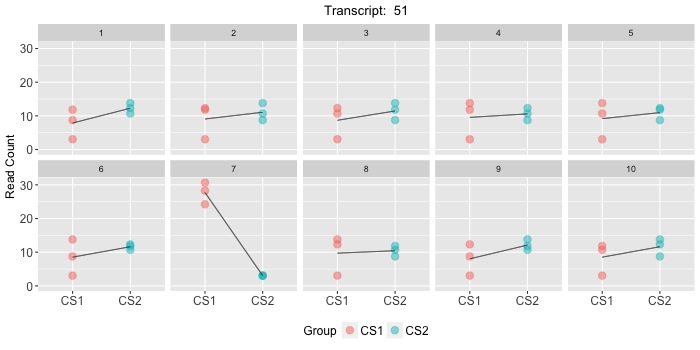 Transcript:  51
1 2 3 4 5
30
20
10
0
Read Count
6 7 8 9 10
30
20
10
0
CS1 CS2 CS1 CS2 CS1 CS2 CS1 CS2 CS1 CS2
Group CS1 CS2